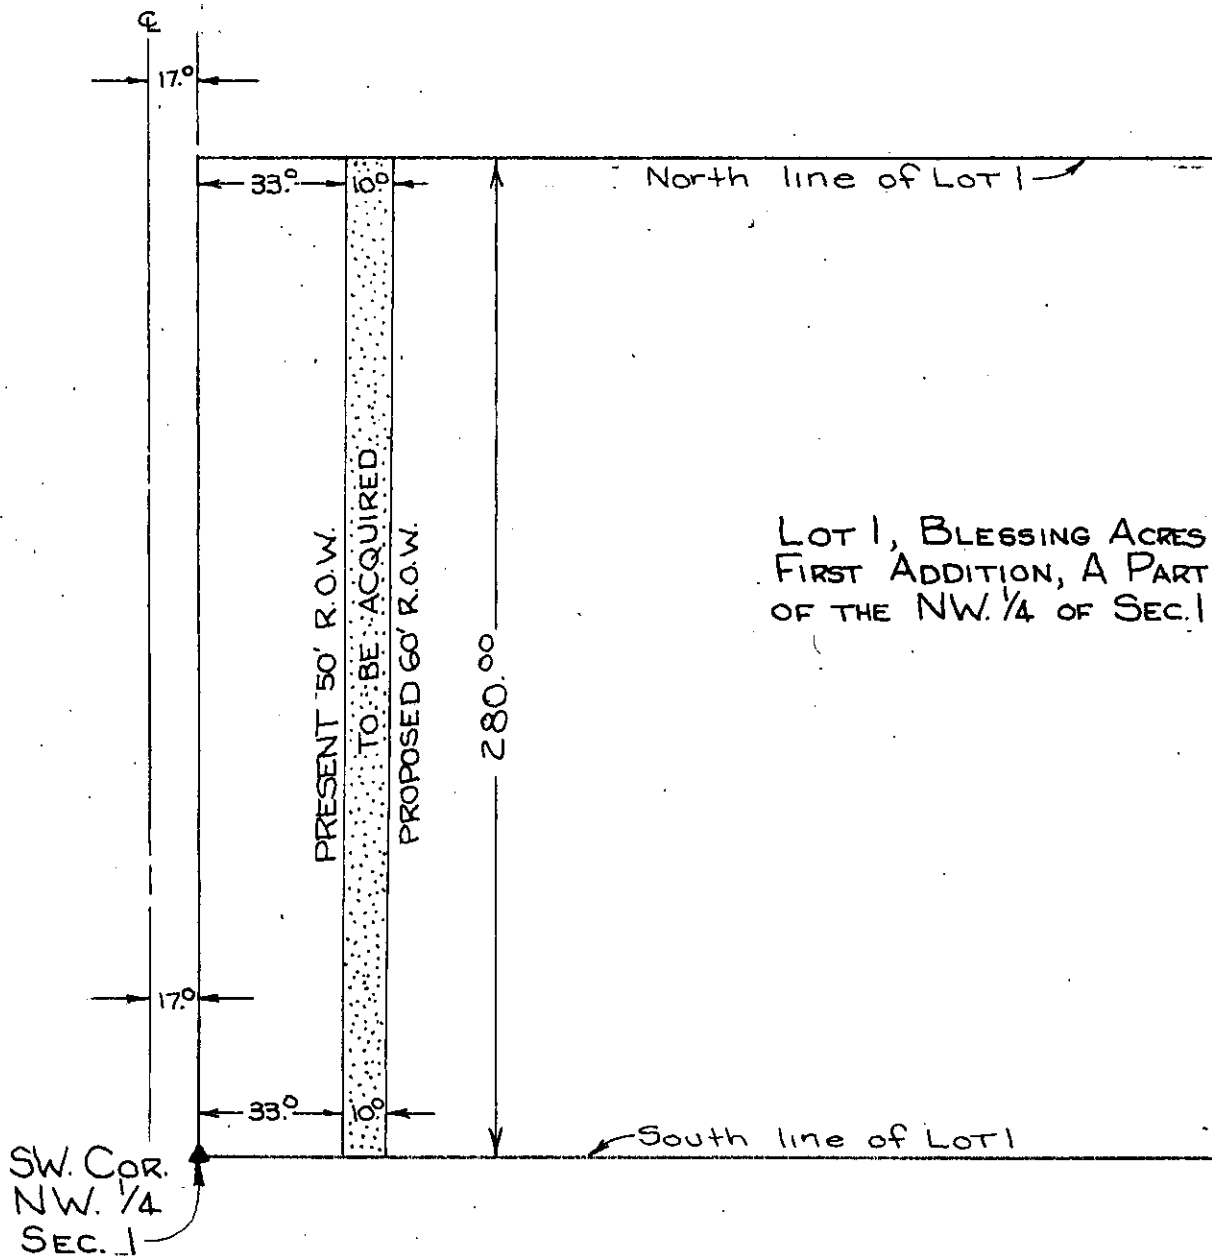 ℄
17.0
33.0 10.0
North line of LOT 1
PRESENT 50' R.O.W.
TO BE ACQUIRED
PROPOSED 60' R.O.W.
280.00
LOT 1, BLESSING ACRES
FIRST ADDITION, A PART
OF THE NW. 1/4 OF SEC. 1
17.0
33.0 10.0
South line of LOT 1
SW. COR.
NW. 1/4
SEC. 1